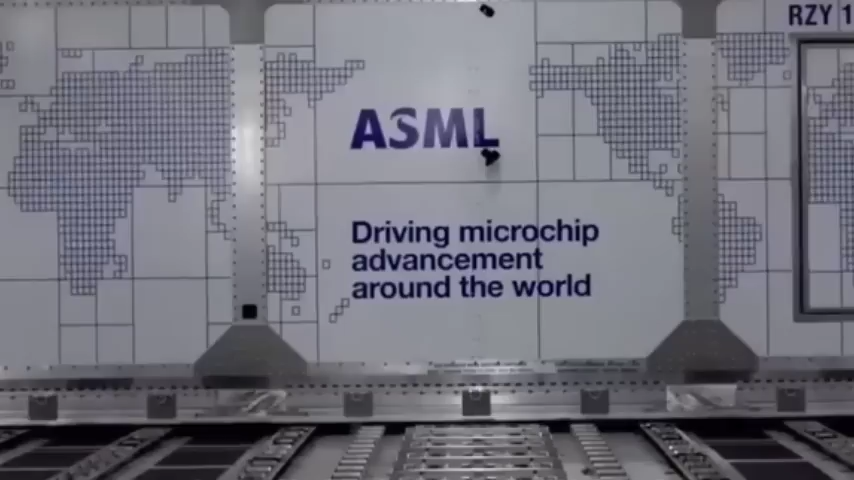 RZY 1
ASML
Driving microchip
advancement
around the world